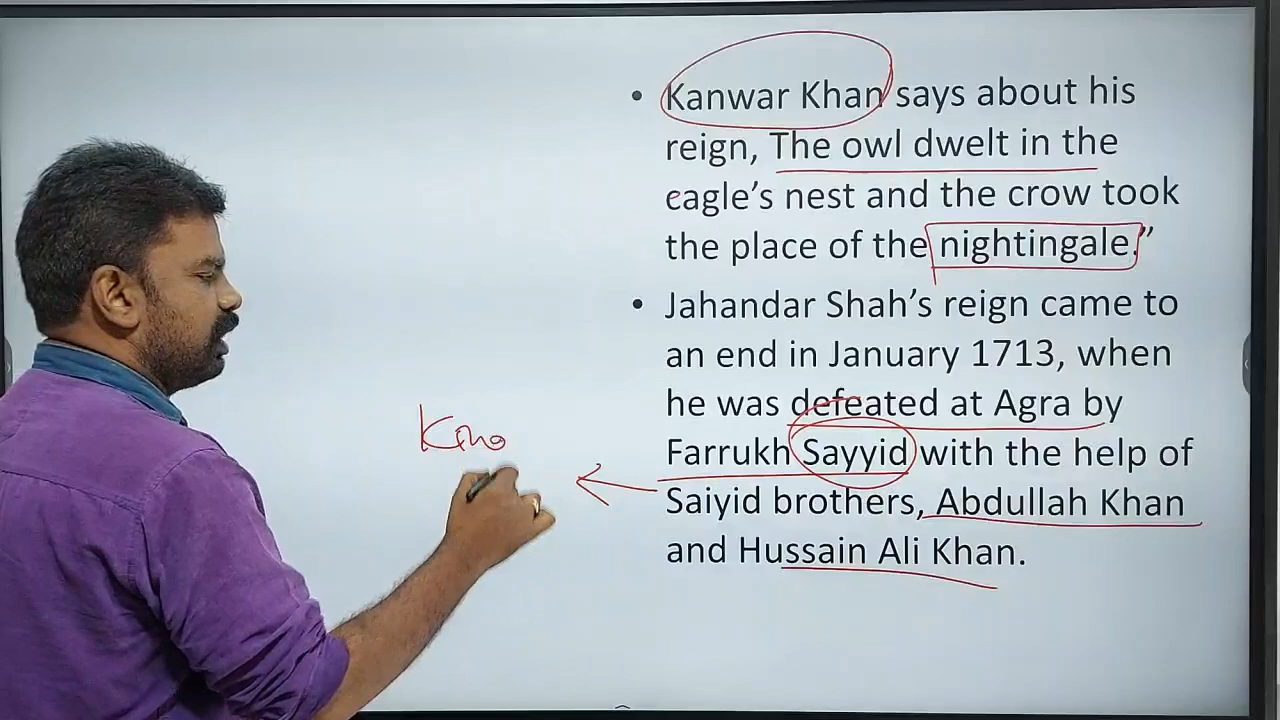 • Kanwar Khan says about his
reign, The owl dwelt in the
eagle's nest and the crow took
the place of the nightingale.”
• Jahandar Shah's reign came to
an end in January 1713, when
he was defeated at Agra by
Farrukh Sayyid with the help of
Saiyid brothers, Abdullah Khan
and Hussain Ali Khan.